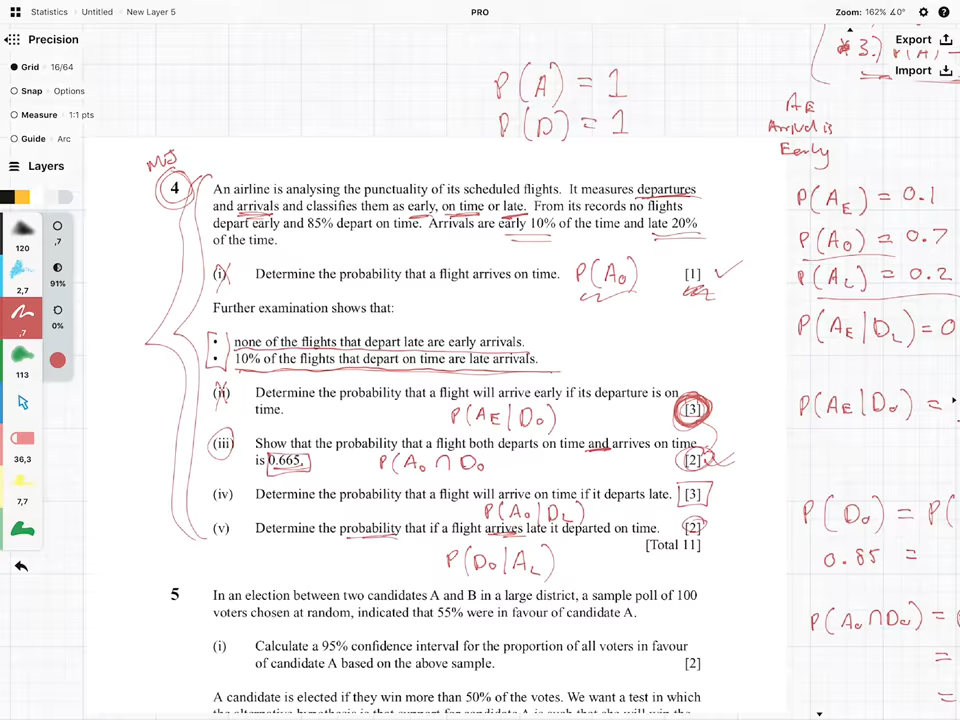 Statistics Untitled New Layer 5 PRO Zoom: 162% ∡0°
Precision
Grid 16/64
Snap Options
Measure 1:1 pts
Guide Arc
Layers
120
2,7
,7
113
36,3
7,7
,7
91%
0%
Export
Import
P(A) = 1
P(D) = 1
* 3.) P(A)
AE
Arrival is
Early
MJ
4 An airline is analysing the punctuality of its scheduled flights. It measures departures
and arrivals and classifies them as early, on time or late. From its records no flights
depart early and 85% depart on time. Arrivals are early 10% of the time and late 20%
of the time.
(i) Determine the probability that a flight arrives on time. P(Ao) [1]
Further examination shows that:
• none of the flights that depart late are early arrivals.
• 10% of the flights that depart on time are late arrivals.
(ii) Determine the probability that a flight will arrive early if its departure is on
time. [3]
P(AE|Do)
(iii) Show that the probability that a flight both departs on time and arrives on time
is 0.665. P(Ao ∩ Do [2]
(iv) Determine the probability that a flight will arrive on time if it departs late. [3]
P(Ao|DL)
(v) Determine the probability that if a flight arrives late it departed on time. [2]
[Total 11]
P(Do|AL)
5 In an election between two candidates A and B in a large district, a sample poll of 100
voters chosen at random, indicated that 55% were in favour of candidate A.
(i) Calculate a 95% confidence interval for the proportion of all voters in favour
of candidate A based on the above sample. [2]
A candidate is elected if they win more than 50% of the votes. We want a test in which
P(AE) = 0.1
P(Ao) = 0.7
P(AL) = 0.2
P(AE|DL) = 0
P(AE|Do) =
P(Do) = P(
0.85 =
P(Ao ∩ Do) =
=
=